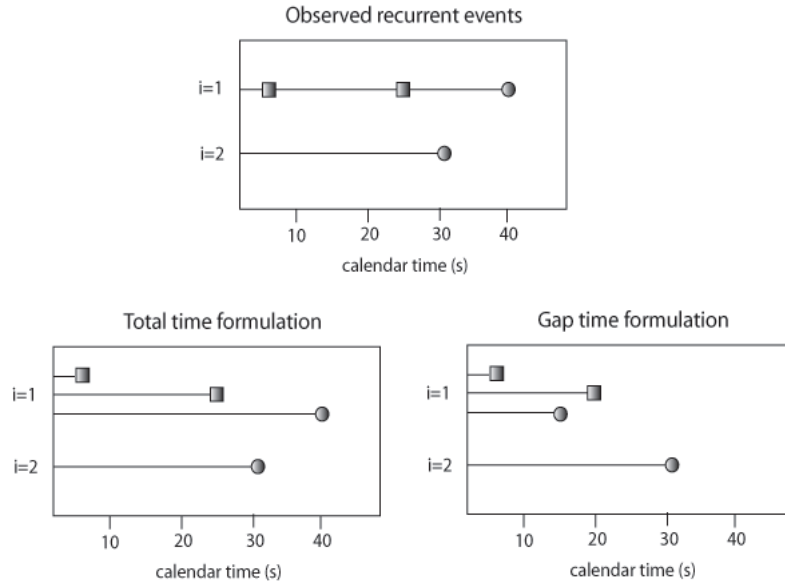 Observed recurrent events
i=1
i=2
10 20 30 40
calendar time (s)
Total time formulation
i=1
i=2
10 20 30 40
calendar time (s)
Gap time formulation
i=1
i=2
10 20 30 40
calendar time (s)